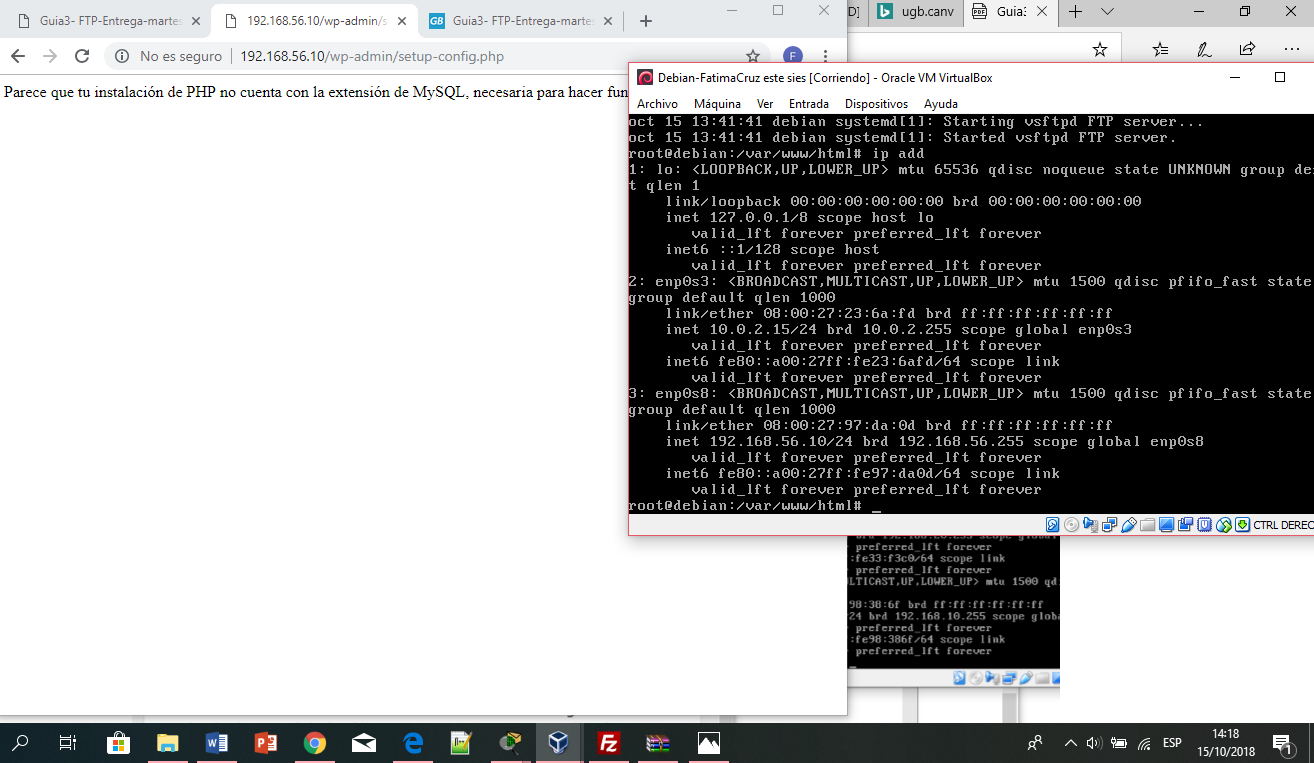 Guia3- FTP-Entrega-martes
192.168.56.10/wp-admin/s
GB
Guia3- FTP-Entrega-martes
D]
ugb.canv
Guia3
No es seguro
192.168.56.10/wp-admin/setup-config.php
F
Parece que tu instalación de PHP no cuenta con la extensión de MySQL, necesaria para hacer fun
Debian-FatimaCruz este sies [Corriendo] - Oracle VM VirtualBox
Archivo Máquina Ver Entrada Dispositivos Ayuda
oct 15 13:41:41 debian systemd[1]: Starting vsftpd FTP server...
oct 15 13:41:41 debian systemd[1]: Started vsftpd FTP server.
root@debian:/var/www/html# ip add
1: lo: <LOOPBACK,UP,LOWER_UP> mtu 65536 qdisc noqueue state UNKNOWN group de
t qlen 1
link/loopback 00:00:00:00:00:00 brd 00:00:00:00:00:00
inet 127.0.0.1/8 scope host lo
valid_lft forever preferred_lft forever
inet6 ::1/128 scope host
valid_lft forever preferred_lft forever
2: enp0s3: <BROADCAST,MULTICAST,UP,LOWER_UP> mtu 1500 qdisc pfifo_fast state
group default qlen 1000
link/ether 08:00:27:23:6a:fd brd ff:ff:ff:ff:ff:ff
inet 10.0.2.15/24 brd 10.0.2.255 scope global enp0s3
valid_lft forever preferred_lft forever
inet6 fe80::a00:27ff:fe23:6afd/64 scope link
valid_lft forever preferred_lft forever
3: enp0s8: <BROADCAST,MULTICAST,UP,LOWER_UP> mtu 1500 qdisc pfifo_fast state
group default qlen 1000
link/ether 08:00:27:97:da:0d brd ff:ff:ff:ff:ff:ff
inet 192.168.56.10/24 brd 192.168.56.255 scope global enp0s8
valid_lft forever preferred_lft forever
inet6 fe80::a00:27ff:fe97:da0d/64 scope link
valid_lft forever preferred_lft forever
root@debian:/var/www/html# _
CTRL DEREC
preferred_lft forever
:fe33:f3c0/64 scope link
preferred_lft forever
LTICAST,UP,LOWER_UP> mtu 1500 qd
98:38:6f brd ff:ff:ff:ff:ff:ff
24 brd 192.168.10.255 scope globa
preferred_lft forever
:fe98:386f/64 scope link
preferred_lft forever
ESP
14:18
15/10/2018
1